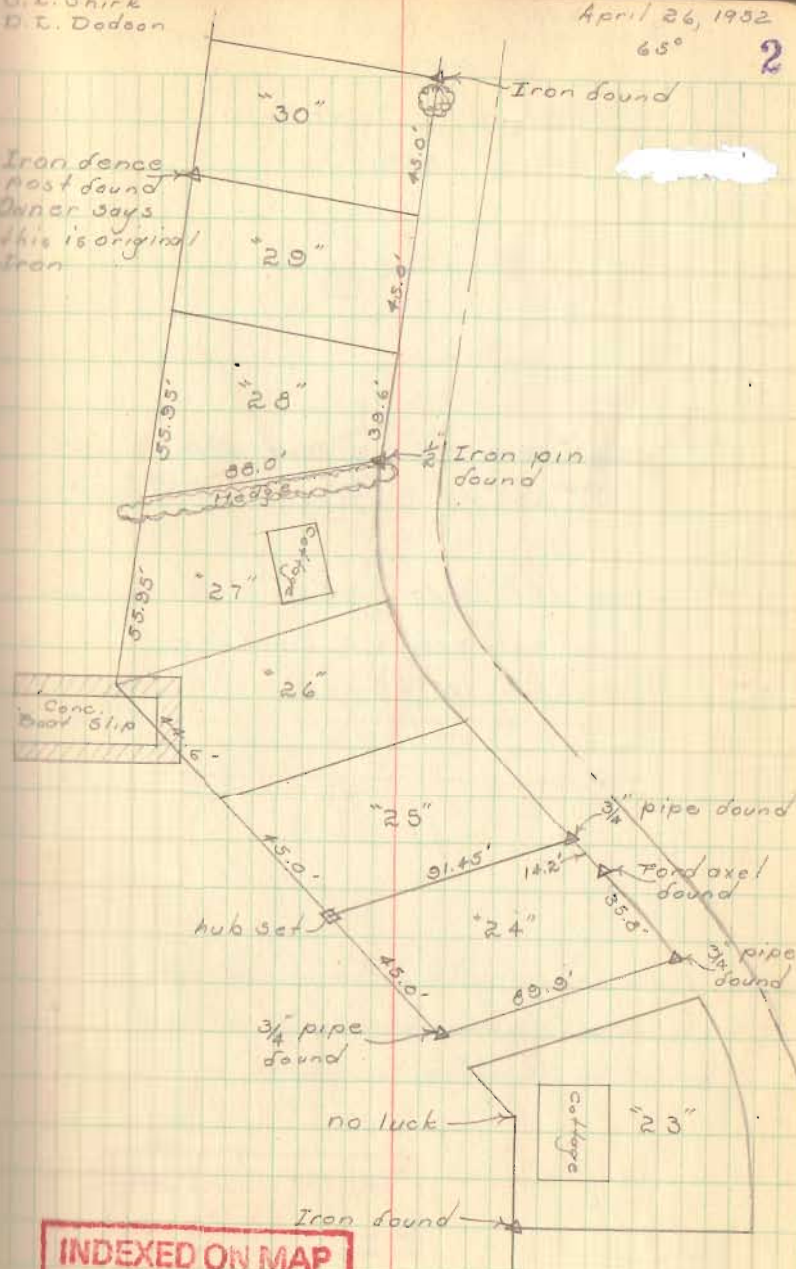 D. L. Dodson
April 26, 1952
65°
2
Iron found
"30"
45.0'
Iron fence
post found
Owner says
this is original
Iron
"29"
45.0'
"28"
55.95'
39.6'
88.0'
Hedge
1/2" Iron pin
found
Cottage
"27"
55.95'
"26"
Conc.
Boat Slip
"25"
3/4" pipe found
45.0-
91.45'
14.2'
Ford axel
found
hub set
"24"
35.8-
3/4" pipe
found
45.0-
89.9'
3/4" pipe
found
no luck
Cottage
"23"
Iron found
INDEXED ON MAP